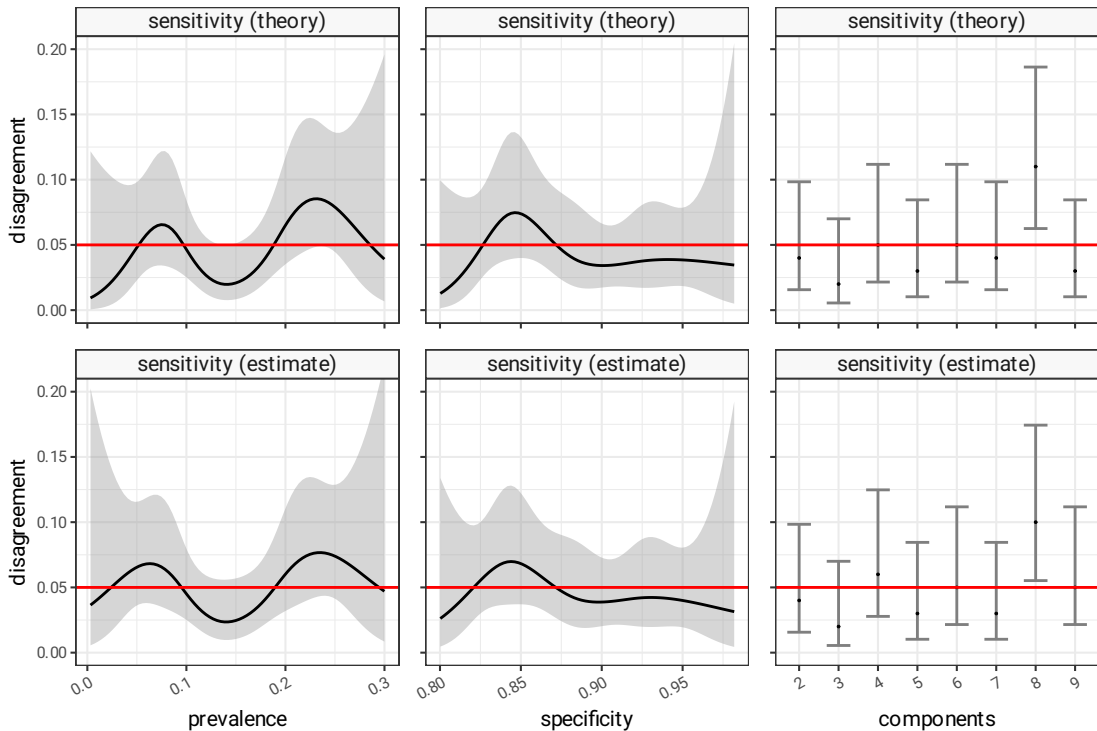 sensitivity (theory) sensitivity (theory) sensitivity (theory)
disagreement
0.20
0.15
0.10
0.05
0.00
sensitivity (estimate) sensitivity (estimate) sensitivity (estimate)
disagreement
0.20
0.15
0.10
0.05
0.00
0.0 0.1 0.2 0.3 0.80 0.85 0.90 0.95 2 3 4 5 6 7 8 9
prevalence specificity components